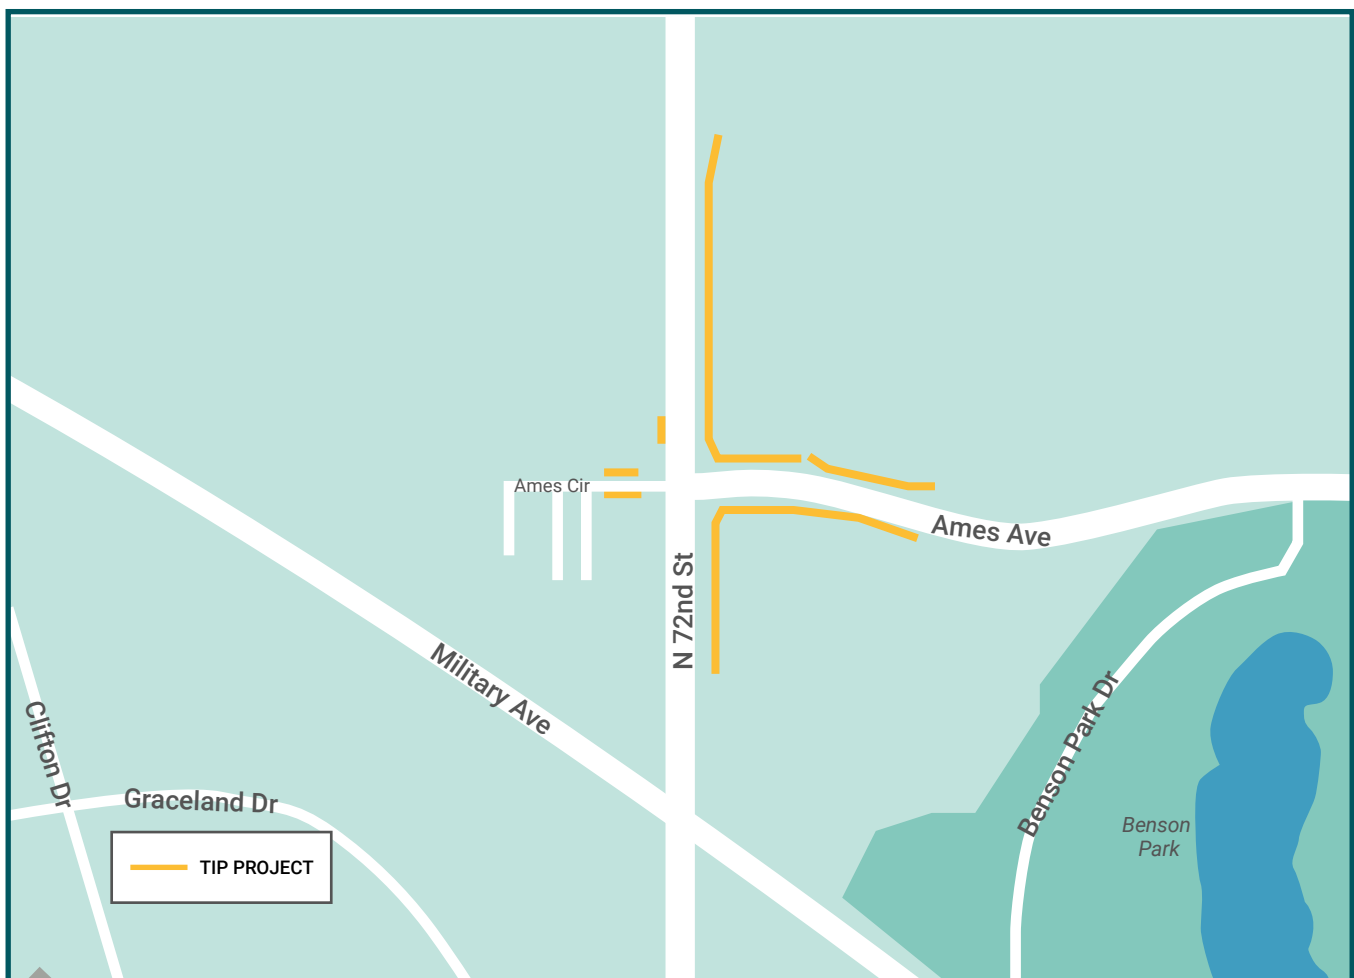 Ames Cir
Ames Ave
N 72nd St
Military Ave
Clifton Dr
Graceland Dr
Benson Park Dr
Benson
Park
TIP PROJECT